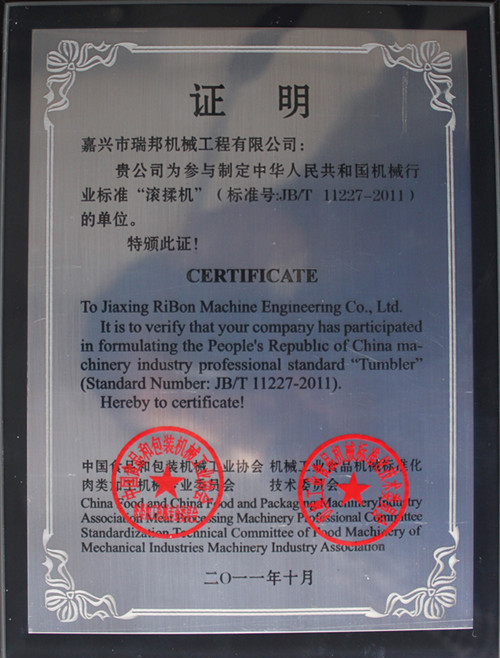 证 明
嘉兴市瑞邦机械工程有限公司：
贵公司为参与制定中华人民共和国机械行
业标准“滚揉机”（标准号:JB/T 11227-2011）
的单位。
特颁此证！
CERTIFICATE
To Jiaxing RiBon Machine Engineering Co., Ltd.
It is to verify that your company has participated
in formulating the People's Republic of China ma-
chinery industry professional standard “Tumbler”
(Standard Number: JB/T 11227-2011).
Hereby to certificate!
中国食品和包装机械工业协会 机械工业食品机械标准化
肉类加工机械专业委员会 技术委员会
China Food and China Food and Packaging MachineryIndustry
Association Meat Processing Machinery Professional Committee
Standardization Technical Committee of Food Machinery of
Mechanical Industries Machinery Industry Association
二〇一一年十月